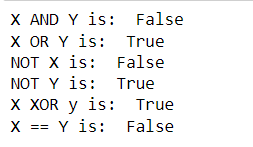 X AND Y is:  False
X OR Y is:  True
NOT X is:  False
NOT Y is:  True
X XOR y is:  True
X == Y is:  False